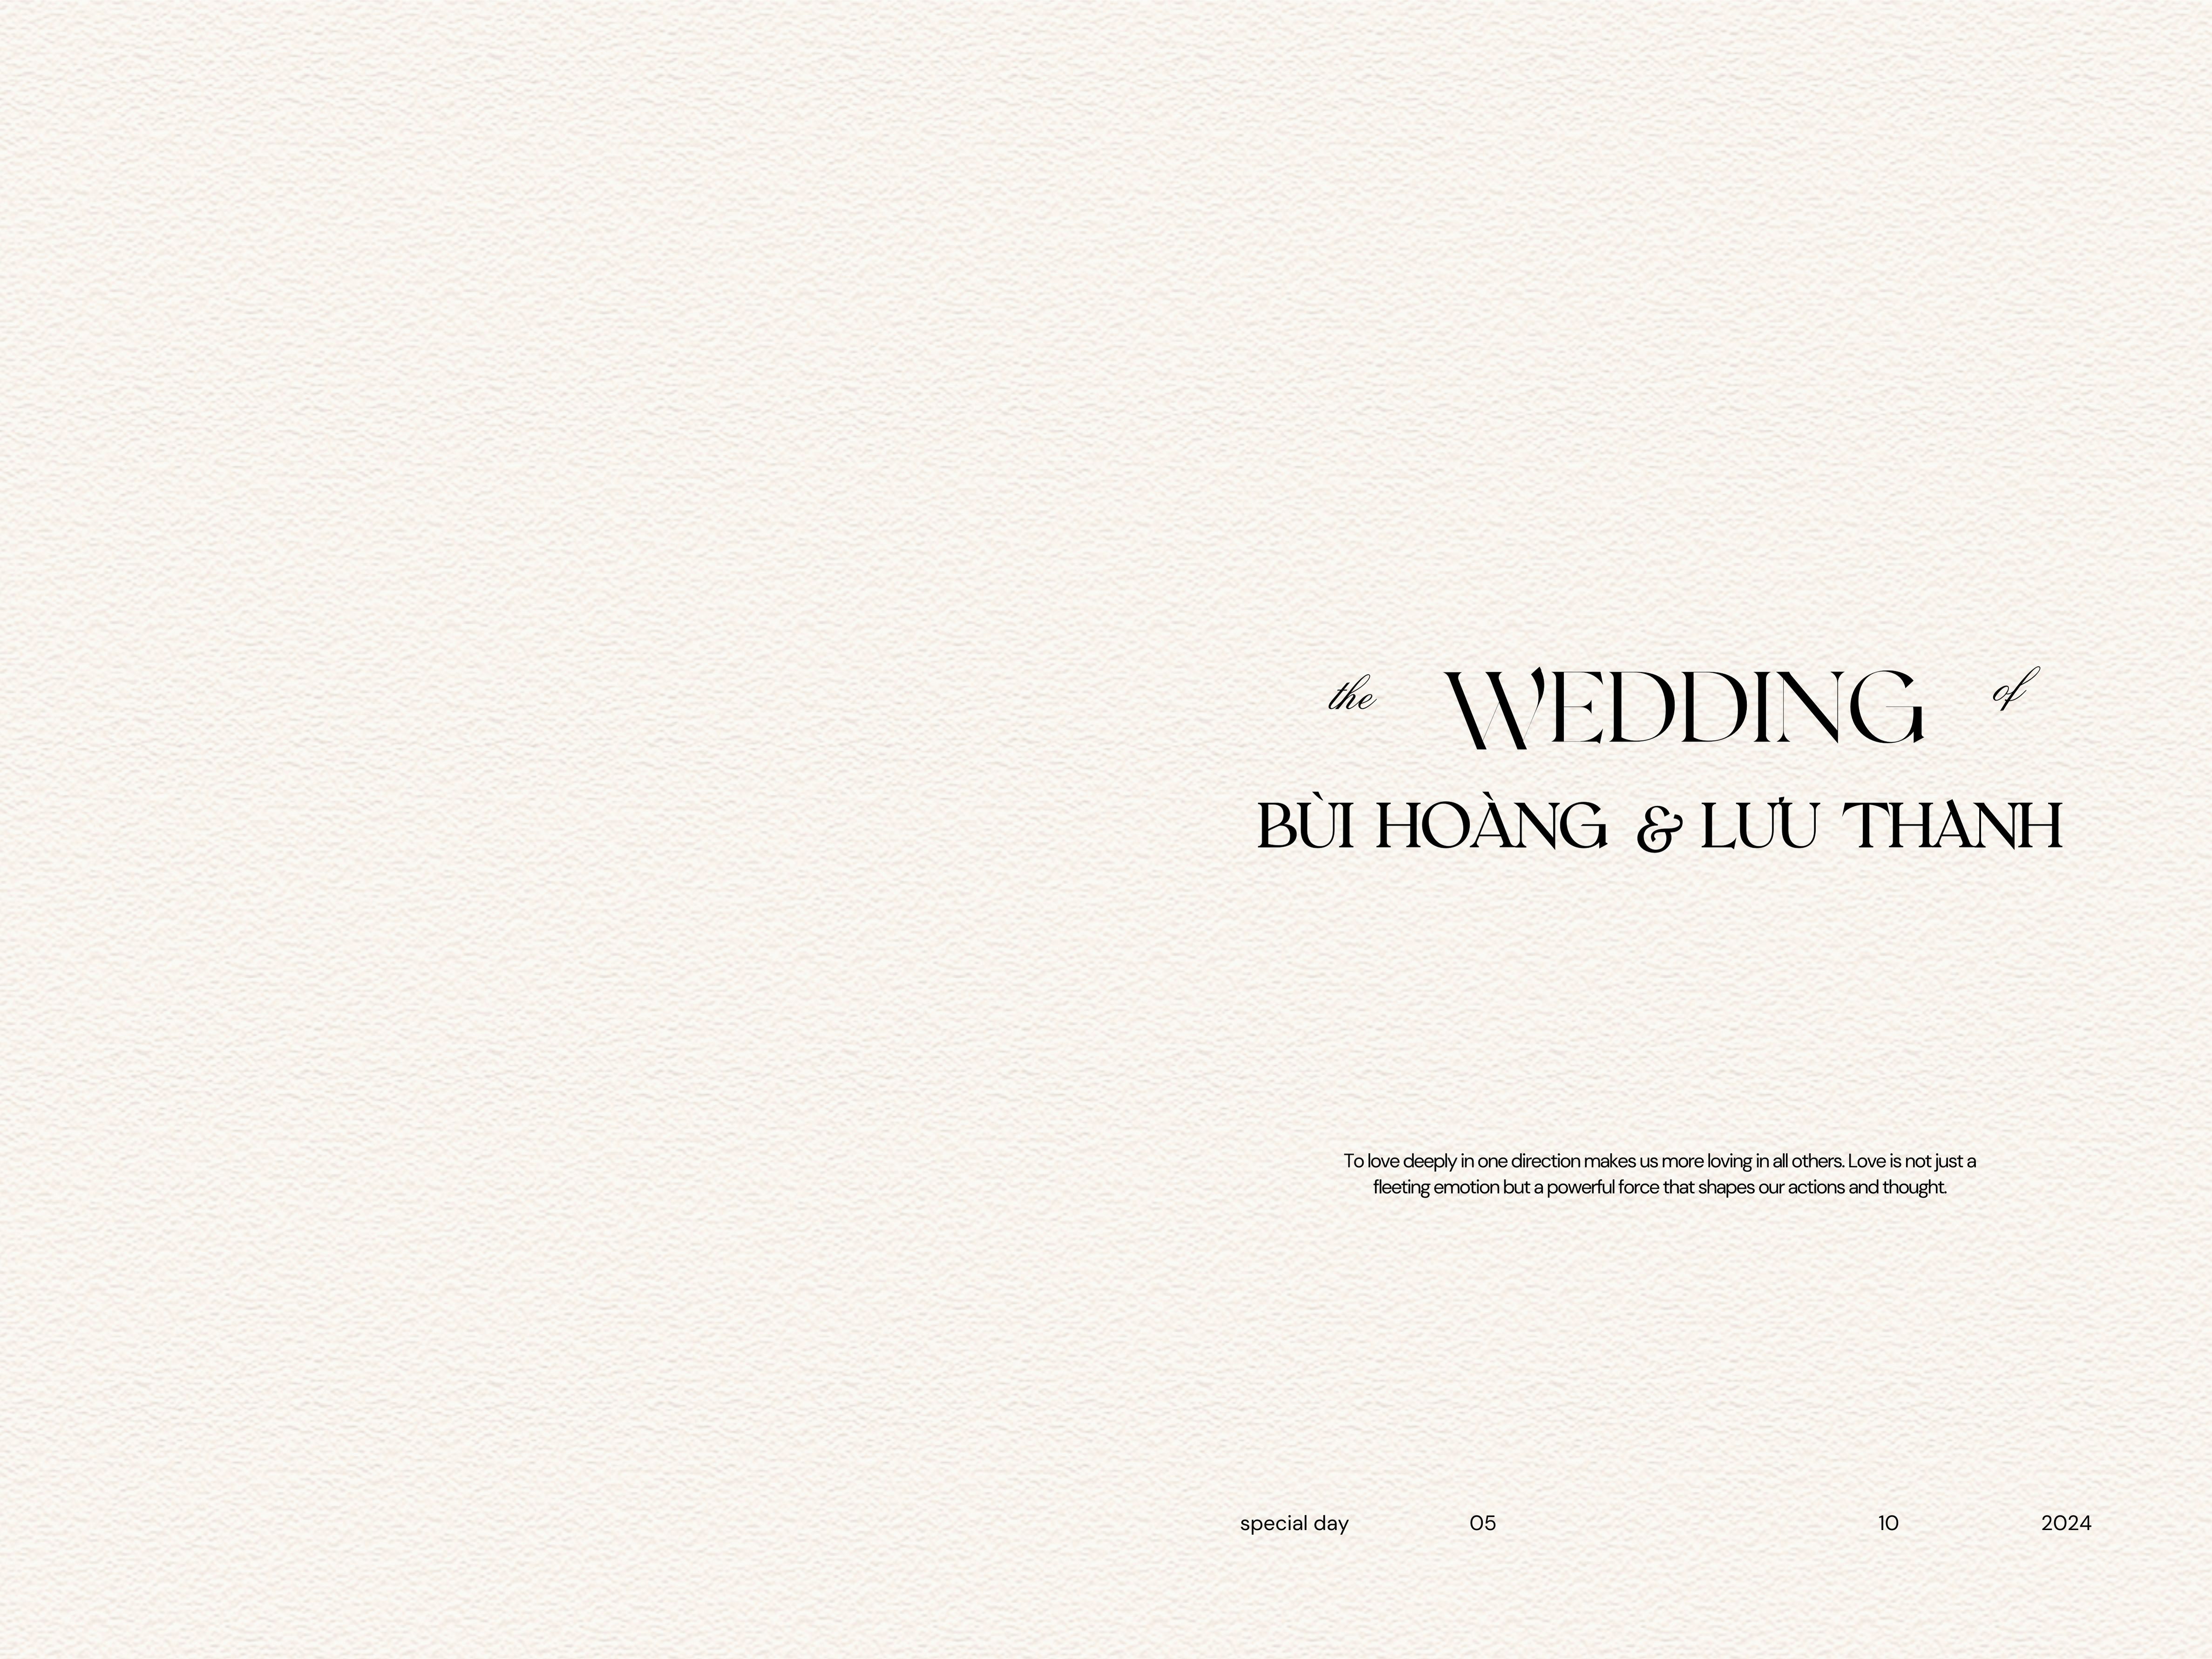 the WEDDING of
BÙI HOÀNG & LƯU THANH
To love deeply in one direction makes us more loving in all others. Love is not just a
fleeting emotion but a powerful force that shapes our actions and thought.
special day 05 10 2024